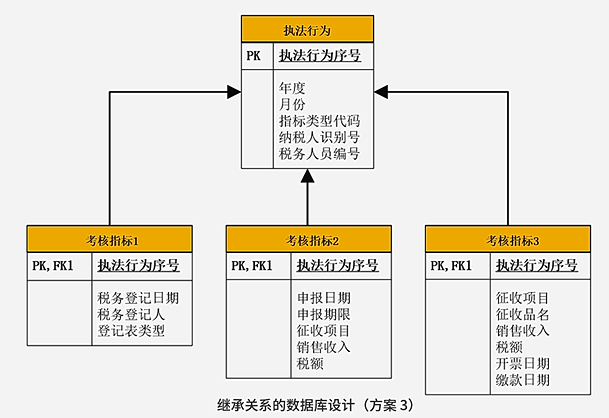 执法行为
PK 执法行为序号
年度
月份
指标类型代码
纳税人识别号
税务人员编号
考核指标1
PK,FK1 执法行为序号
税务登记日期
税务登记人
登记表类型
考核指标2
PK,FK1 执法行为序号
申报日期
申报期限
征收项目
销售收入
税额
考核指标3
PK,FK1 执法行为序号
征收项目
征收品名
销售收入
税额
开票日期
缴款日期
继承关系的数据库设计（方案 3）